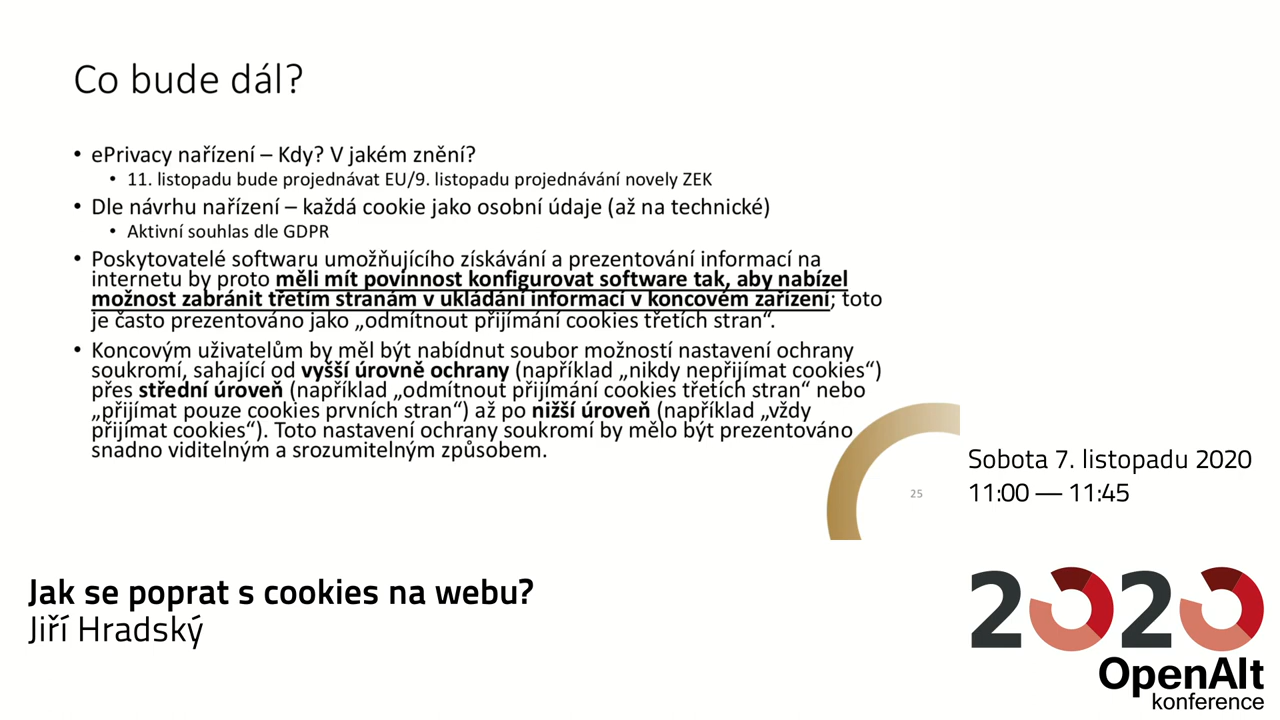 Co bude dál?
• ePrivacy nařízení – Kdy? V jakém znění?
• 11. listopadu bude projednávat EU/9. listopadu projednávání novely ZEK
• Dle návrhu nařízení – každá cookie jako osobní údaje (až na technické)
• Aktivní souhlas dle GDPR
• Poskytovatelé softwaru umožňujícího získávání a prezentování informací na
internetu by proto měli mít povinnost konfigurovat software tak, aby nabízel
možnost zabránit třetím stranám v ukládání informací v koncovém zařízení; toto
je často prezentováno jako „odmítnout přijímání cookies třetích stran“.
• Koncovým uživatelům by měl být nabídnut soubor možností nastavení ochrany
soukromí, sahající od vyšší úrovně ochrany (například „nikdy nepřijímat cookies“)
přes střední úroveň (například „odmítnout přijímání cookies třetích stran“ nebo
„přijímat pouze cookies prvních stran“) až po nižší úroveň (například „vždy
přijímat cookies“). Toto nastavení ochrany soukromí by mělo být prezentováno
snadno viditelným a srozumitelným způsobem.
25
Sobota 7. listopadu 2020
11:00 — 11:45
Jak se poprat s cookies na webu?
Jiří Hradský
2020
OpenAlt
konference